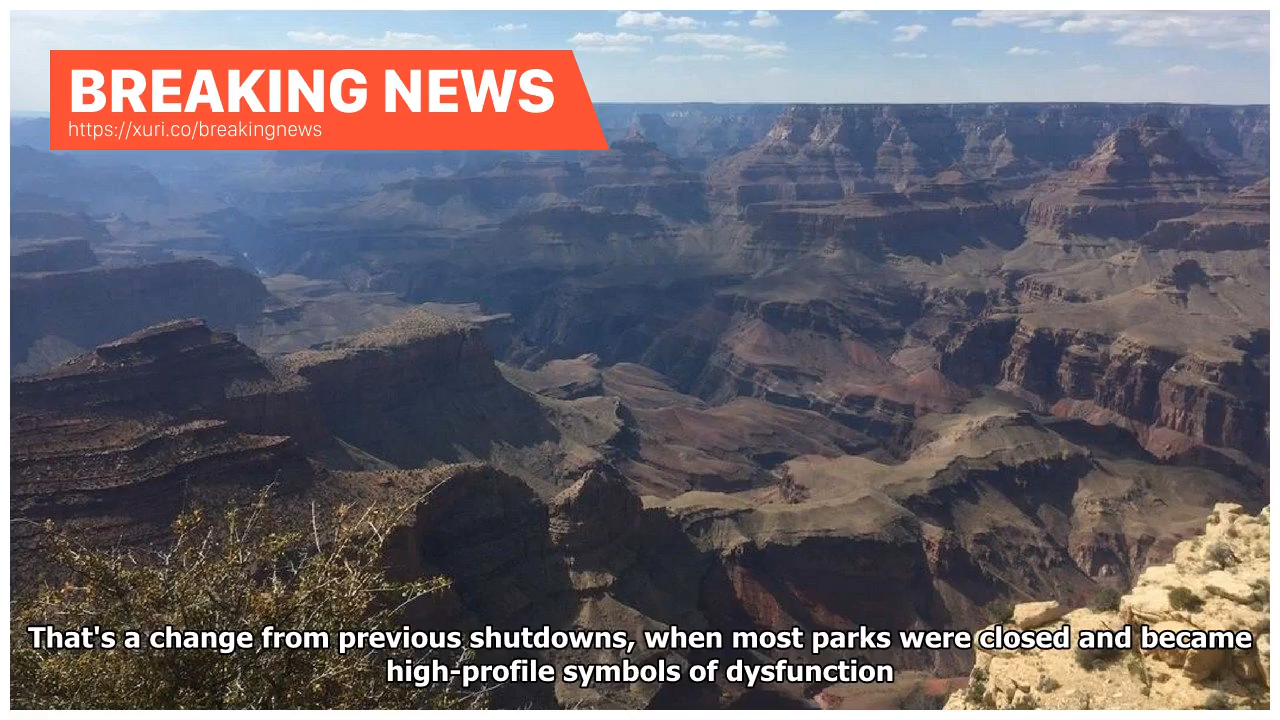 BREAKING NEWS
https://xuri.co/breakingnews
That's a change from previous shutdowns, when most parks were closed and became
high-profile symbols of dysfunction